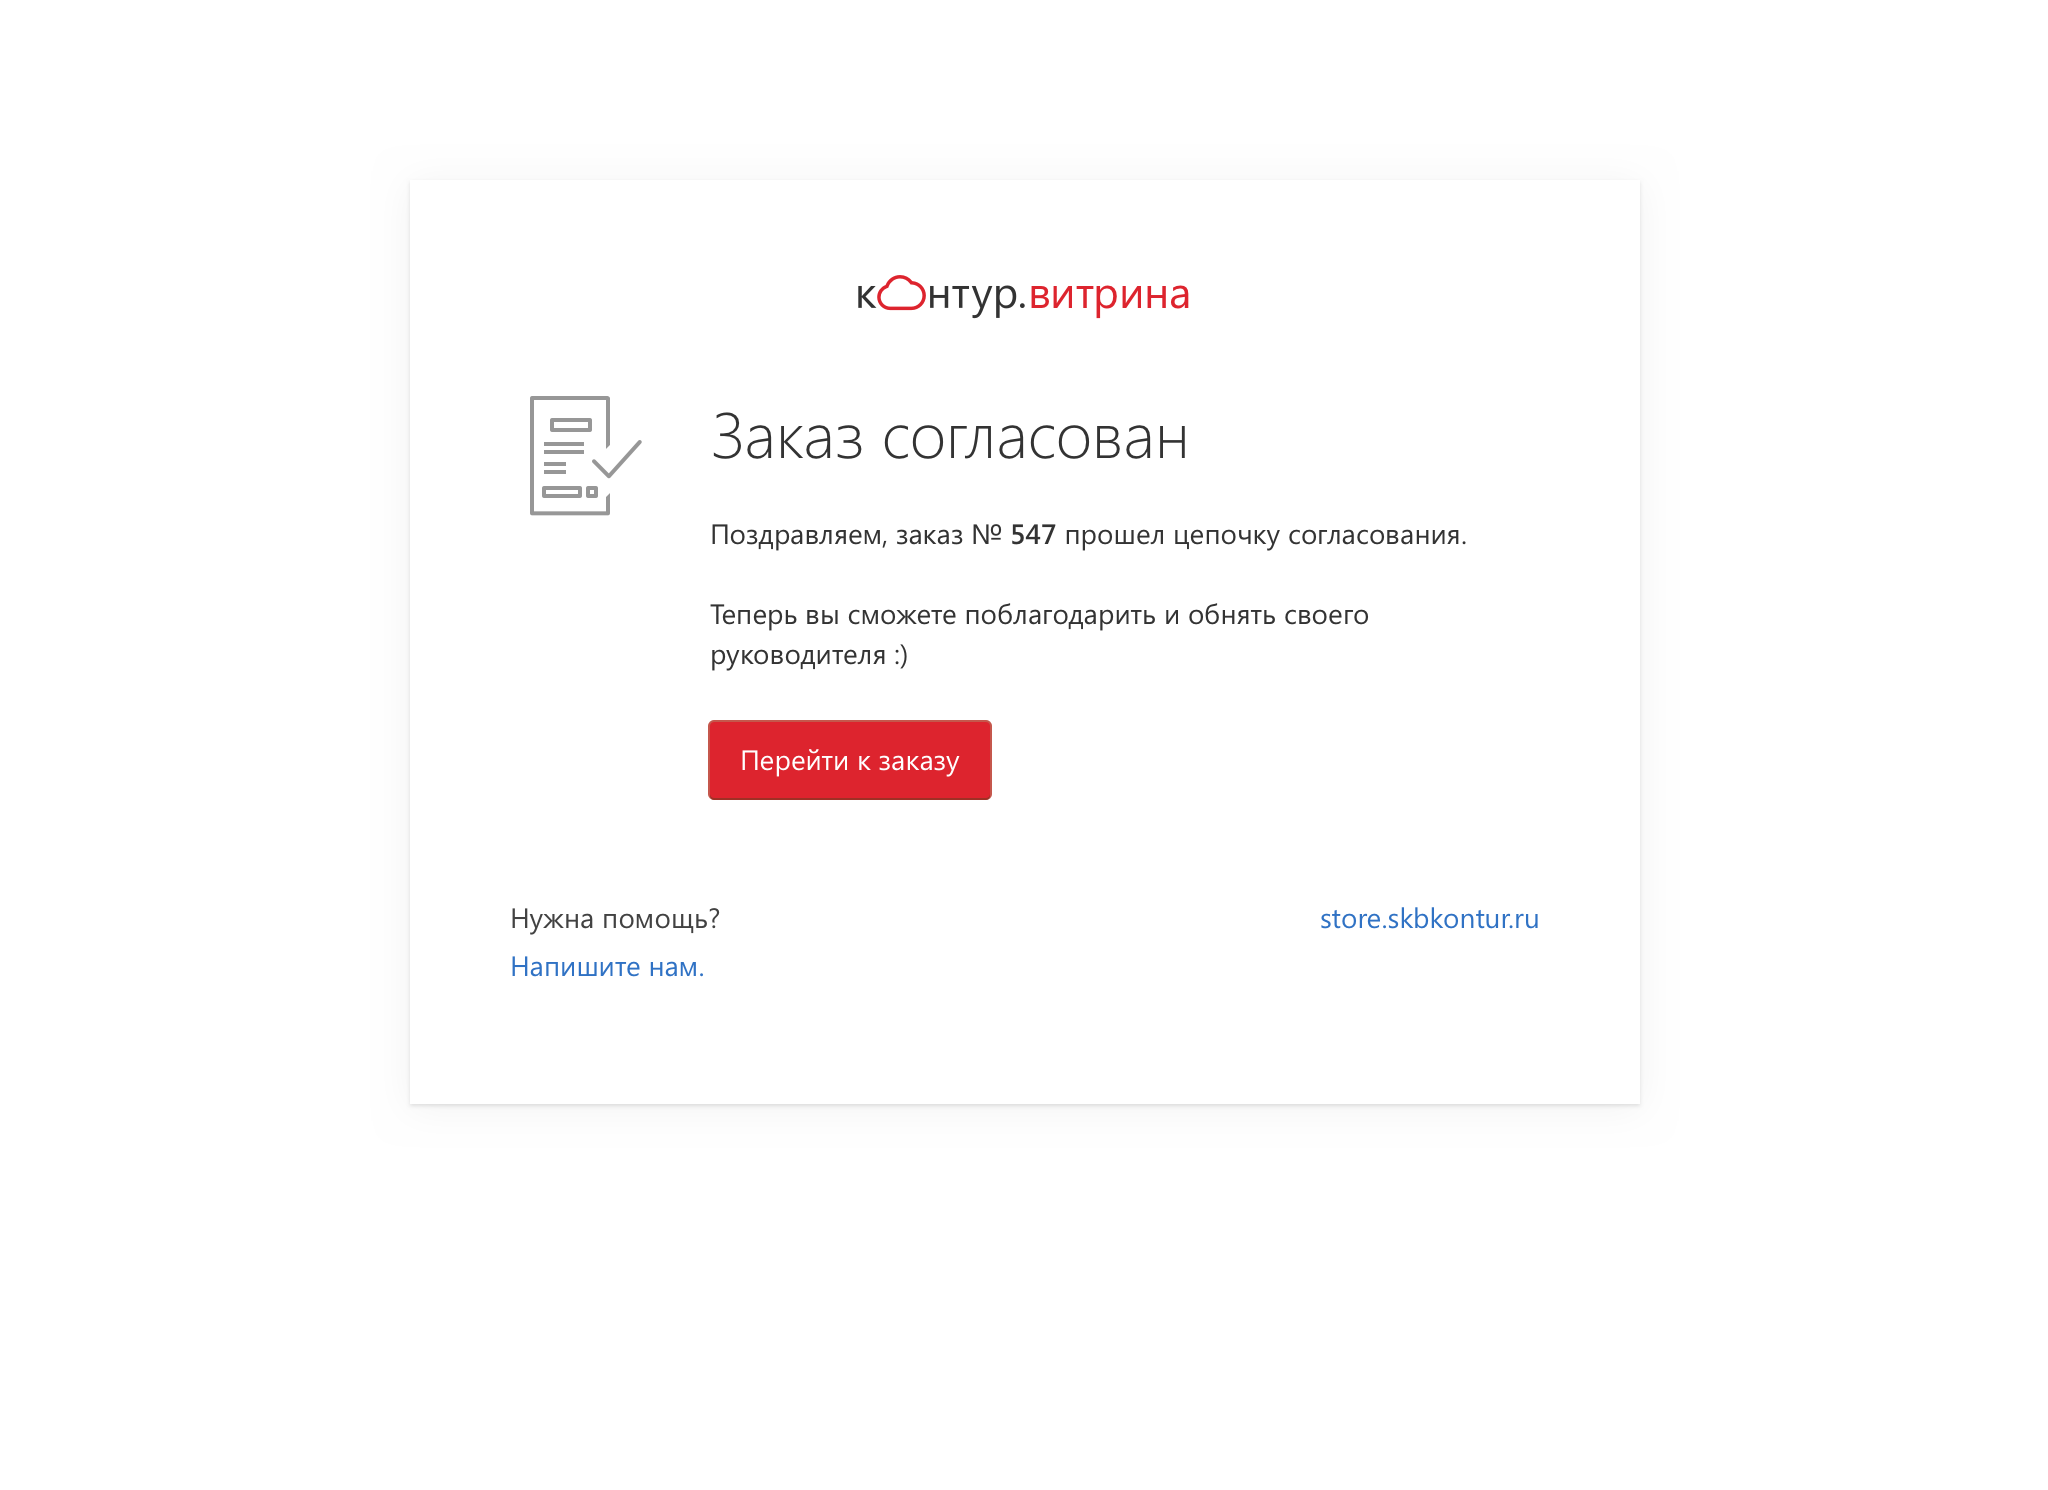 контур.витрина
Заказ согласован
Поздравляем, заказ № 547 прошел цепочку согласования.
Теперь вы сможете поблагодарить и обнять своего
руководителя :)
Перейти к заказу
Нужна помощь?
Напишите нам.
store.skbkontur.ru